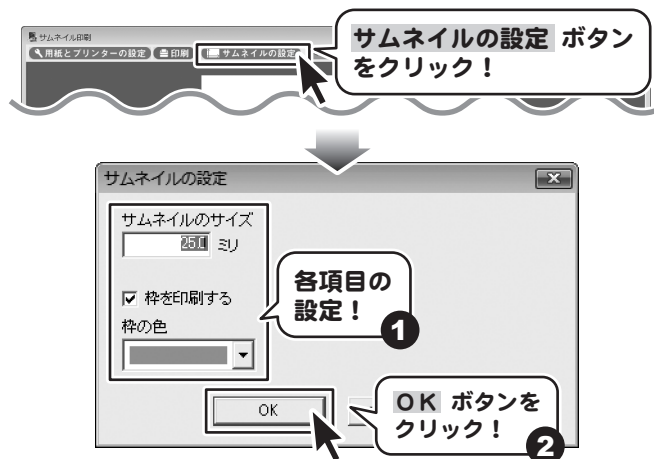 サムネイル印刷
用紙とプリンターの設定 印刷 サムネイルの設定
サムネイルの設定 ボタン
をクリック！
サムネイルの設定
サムネイルのサイズ
25.0 ミリ
枠を印刷する
枠の色
各項目の
設定！
1
OK
OK ボタンを
クリック！
2